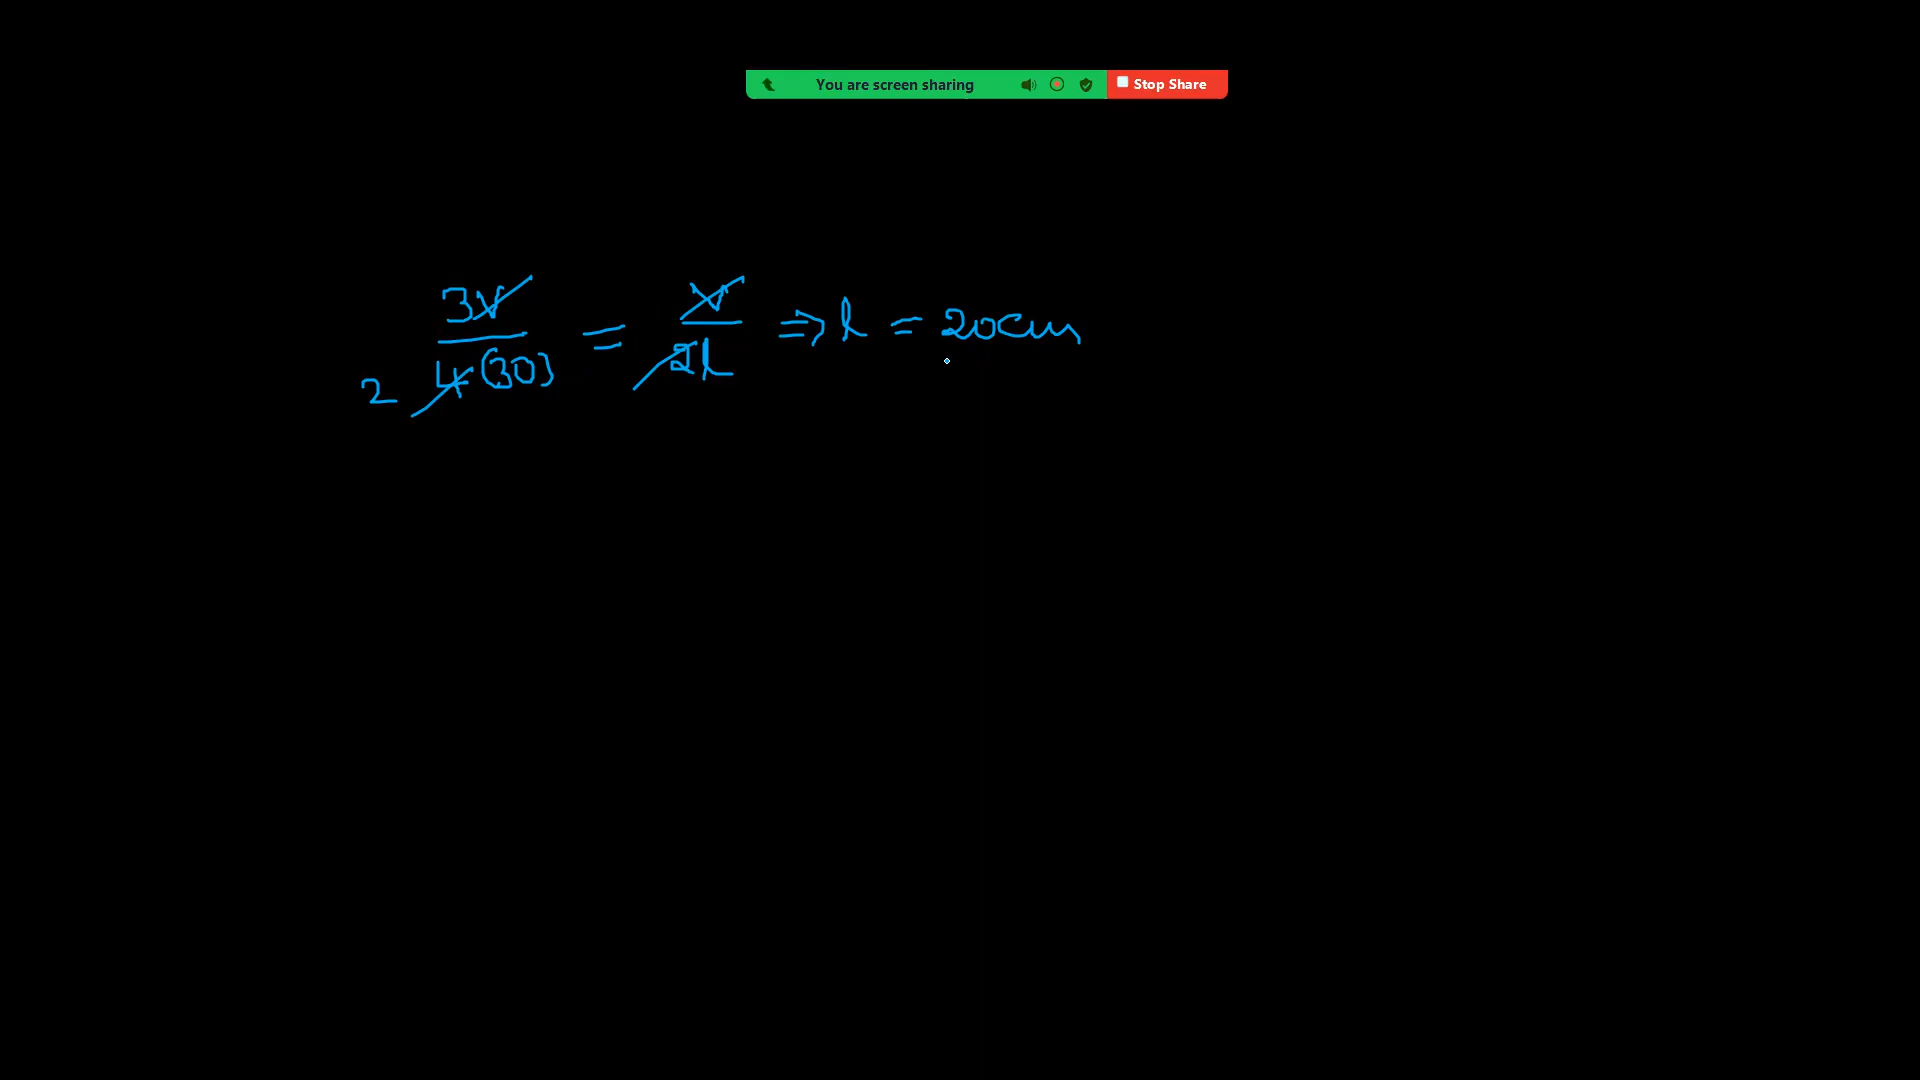 You are screen sharing Stop Share
3v/4(30) = v/2l ⇒ l = 20cm
2